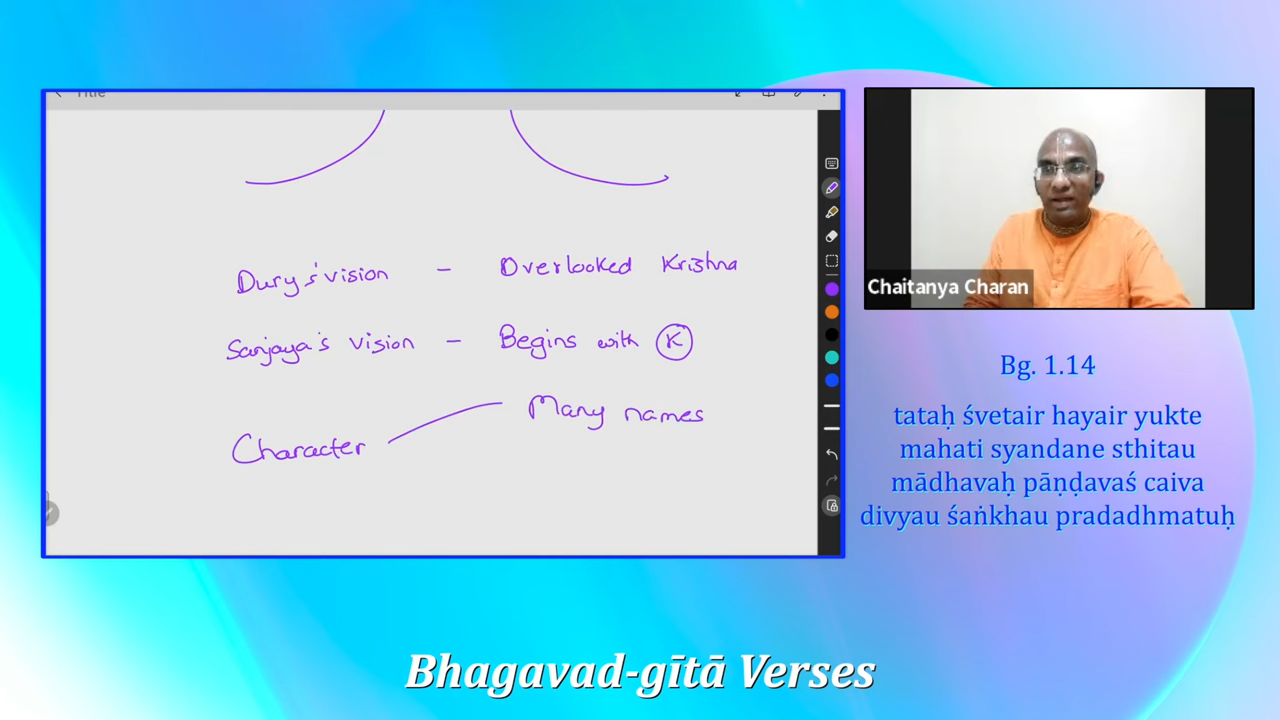 Title
Dury's vision - Overlooked Krishna
Sanjaya's vision - Begins with K
Many names
Character
Chaitanya Charan
Bg. 1.14
tataḥ śvetair hayair yukte
mahati syandane sthitau
mādhavaḥ pāṇḍavaś caiva
divyau śaṅkhau pradadhmatuḥ
Bhagavad-gītā Verses